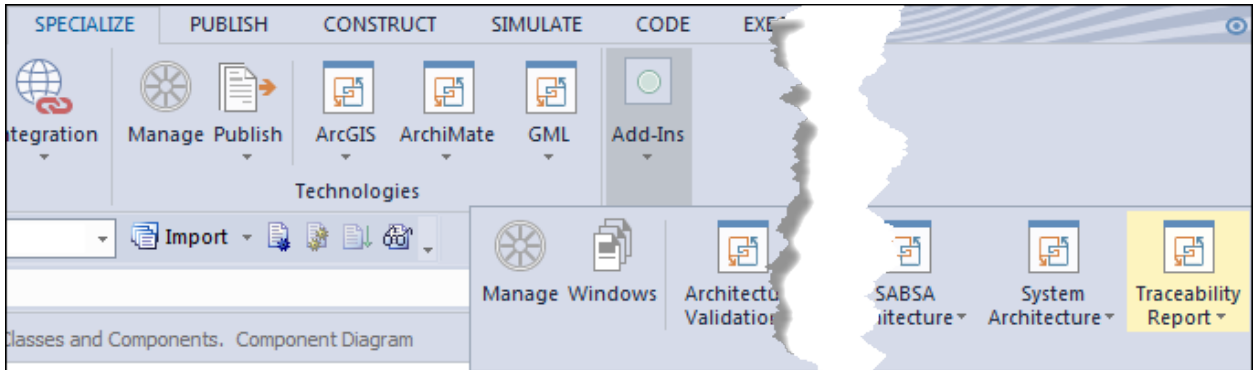 SPECIALIZE PUBLISH CONSTRUCT SIMULATE CODE
Manage Publish ArcGIS ArchiMate GML Add-Ins
Technologies
Import
Manage Windows SABSA System Traceability
Validation Architecture Report
Classes and Components. Component Diagram